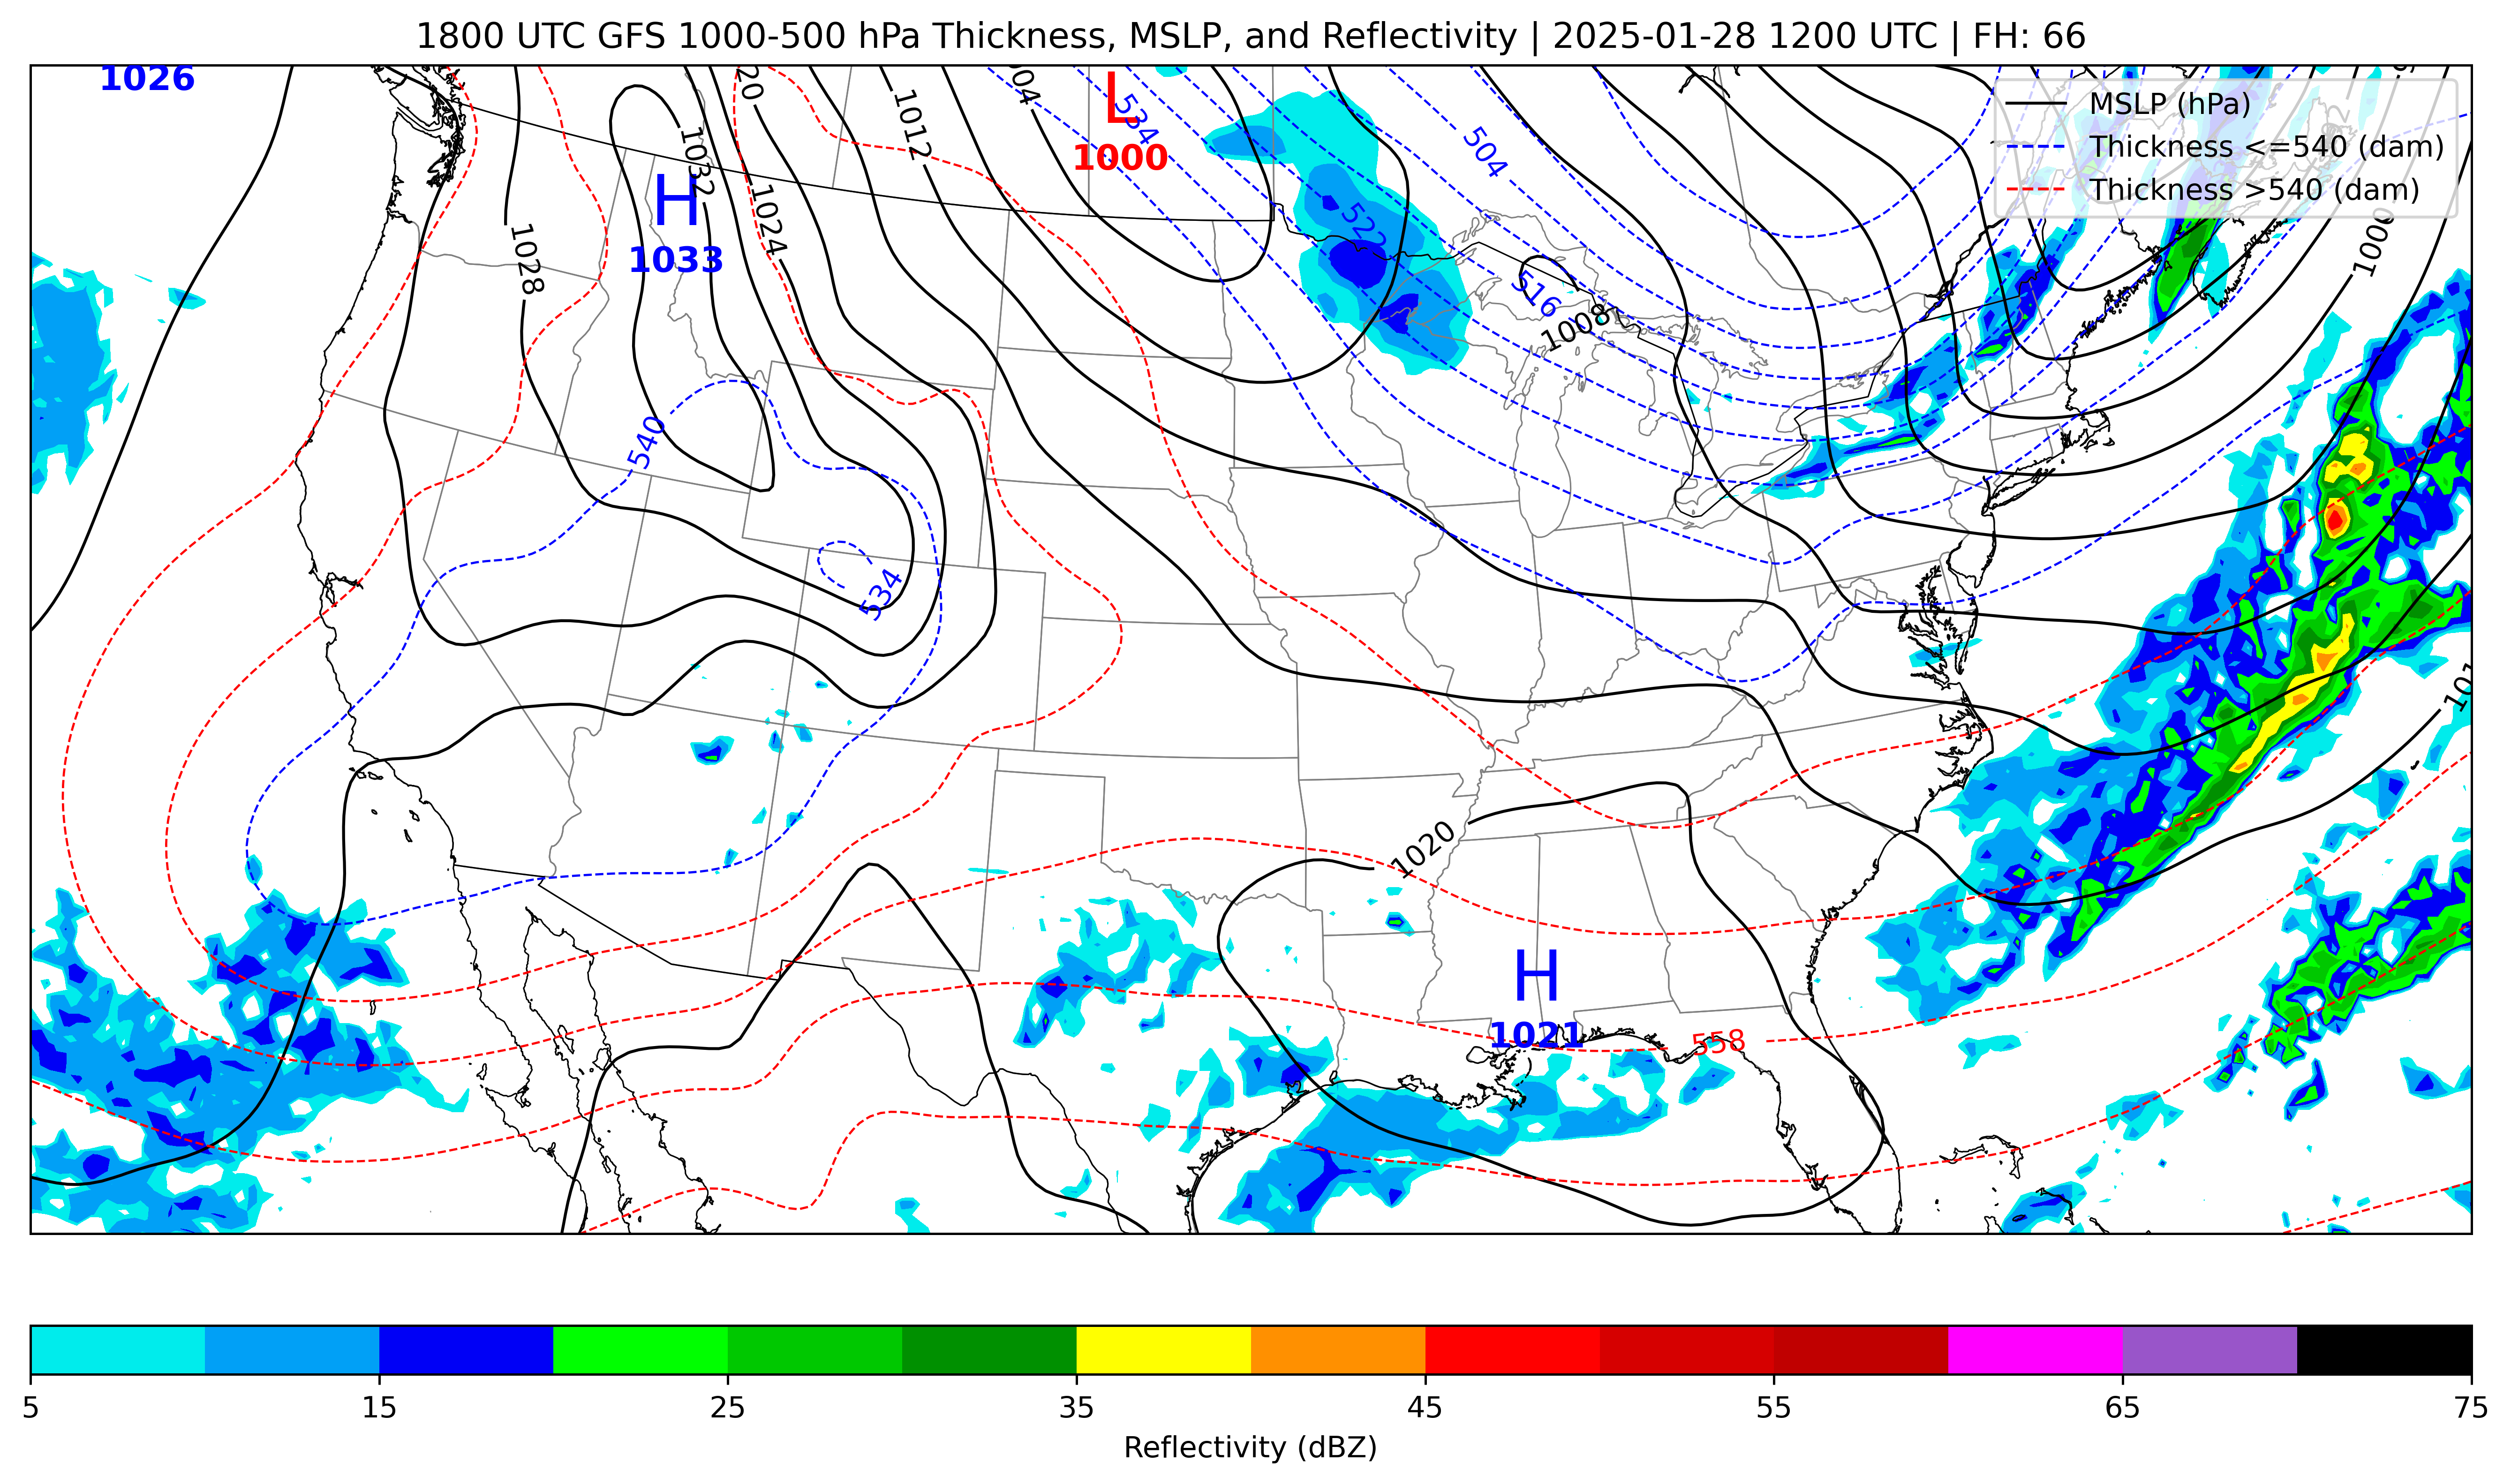 1800 UTC GFS 1000-500 hPa Thickness, MSLP, and Reflectivity | 2025-01-28 1200 UTC | FH: 66
1026
L
1000
H
1033
H
1021
MSLP (hPa)
Thickness <=540 (dam)
Thickness >540 (dam)
1032
1028
1024
1012
1008
1000
1020
534
504
522
516
540
534
558
5 15 25 35 45 55 65 75
Reflectivity (dBZ)